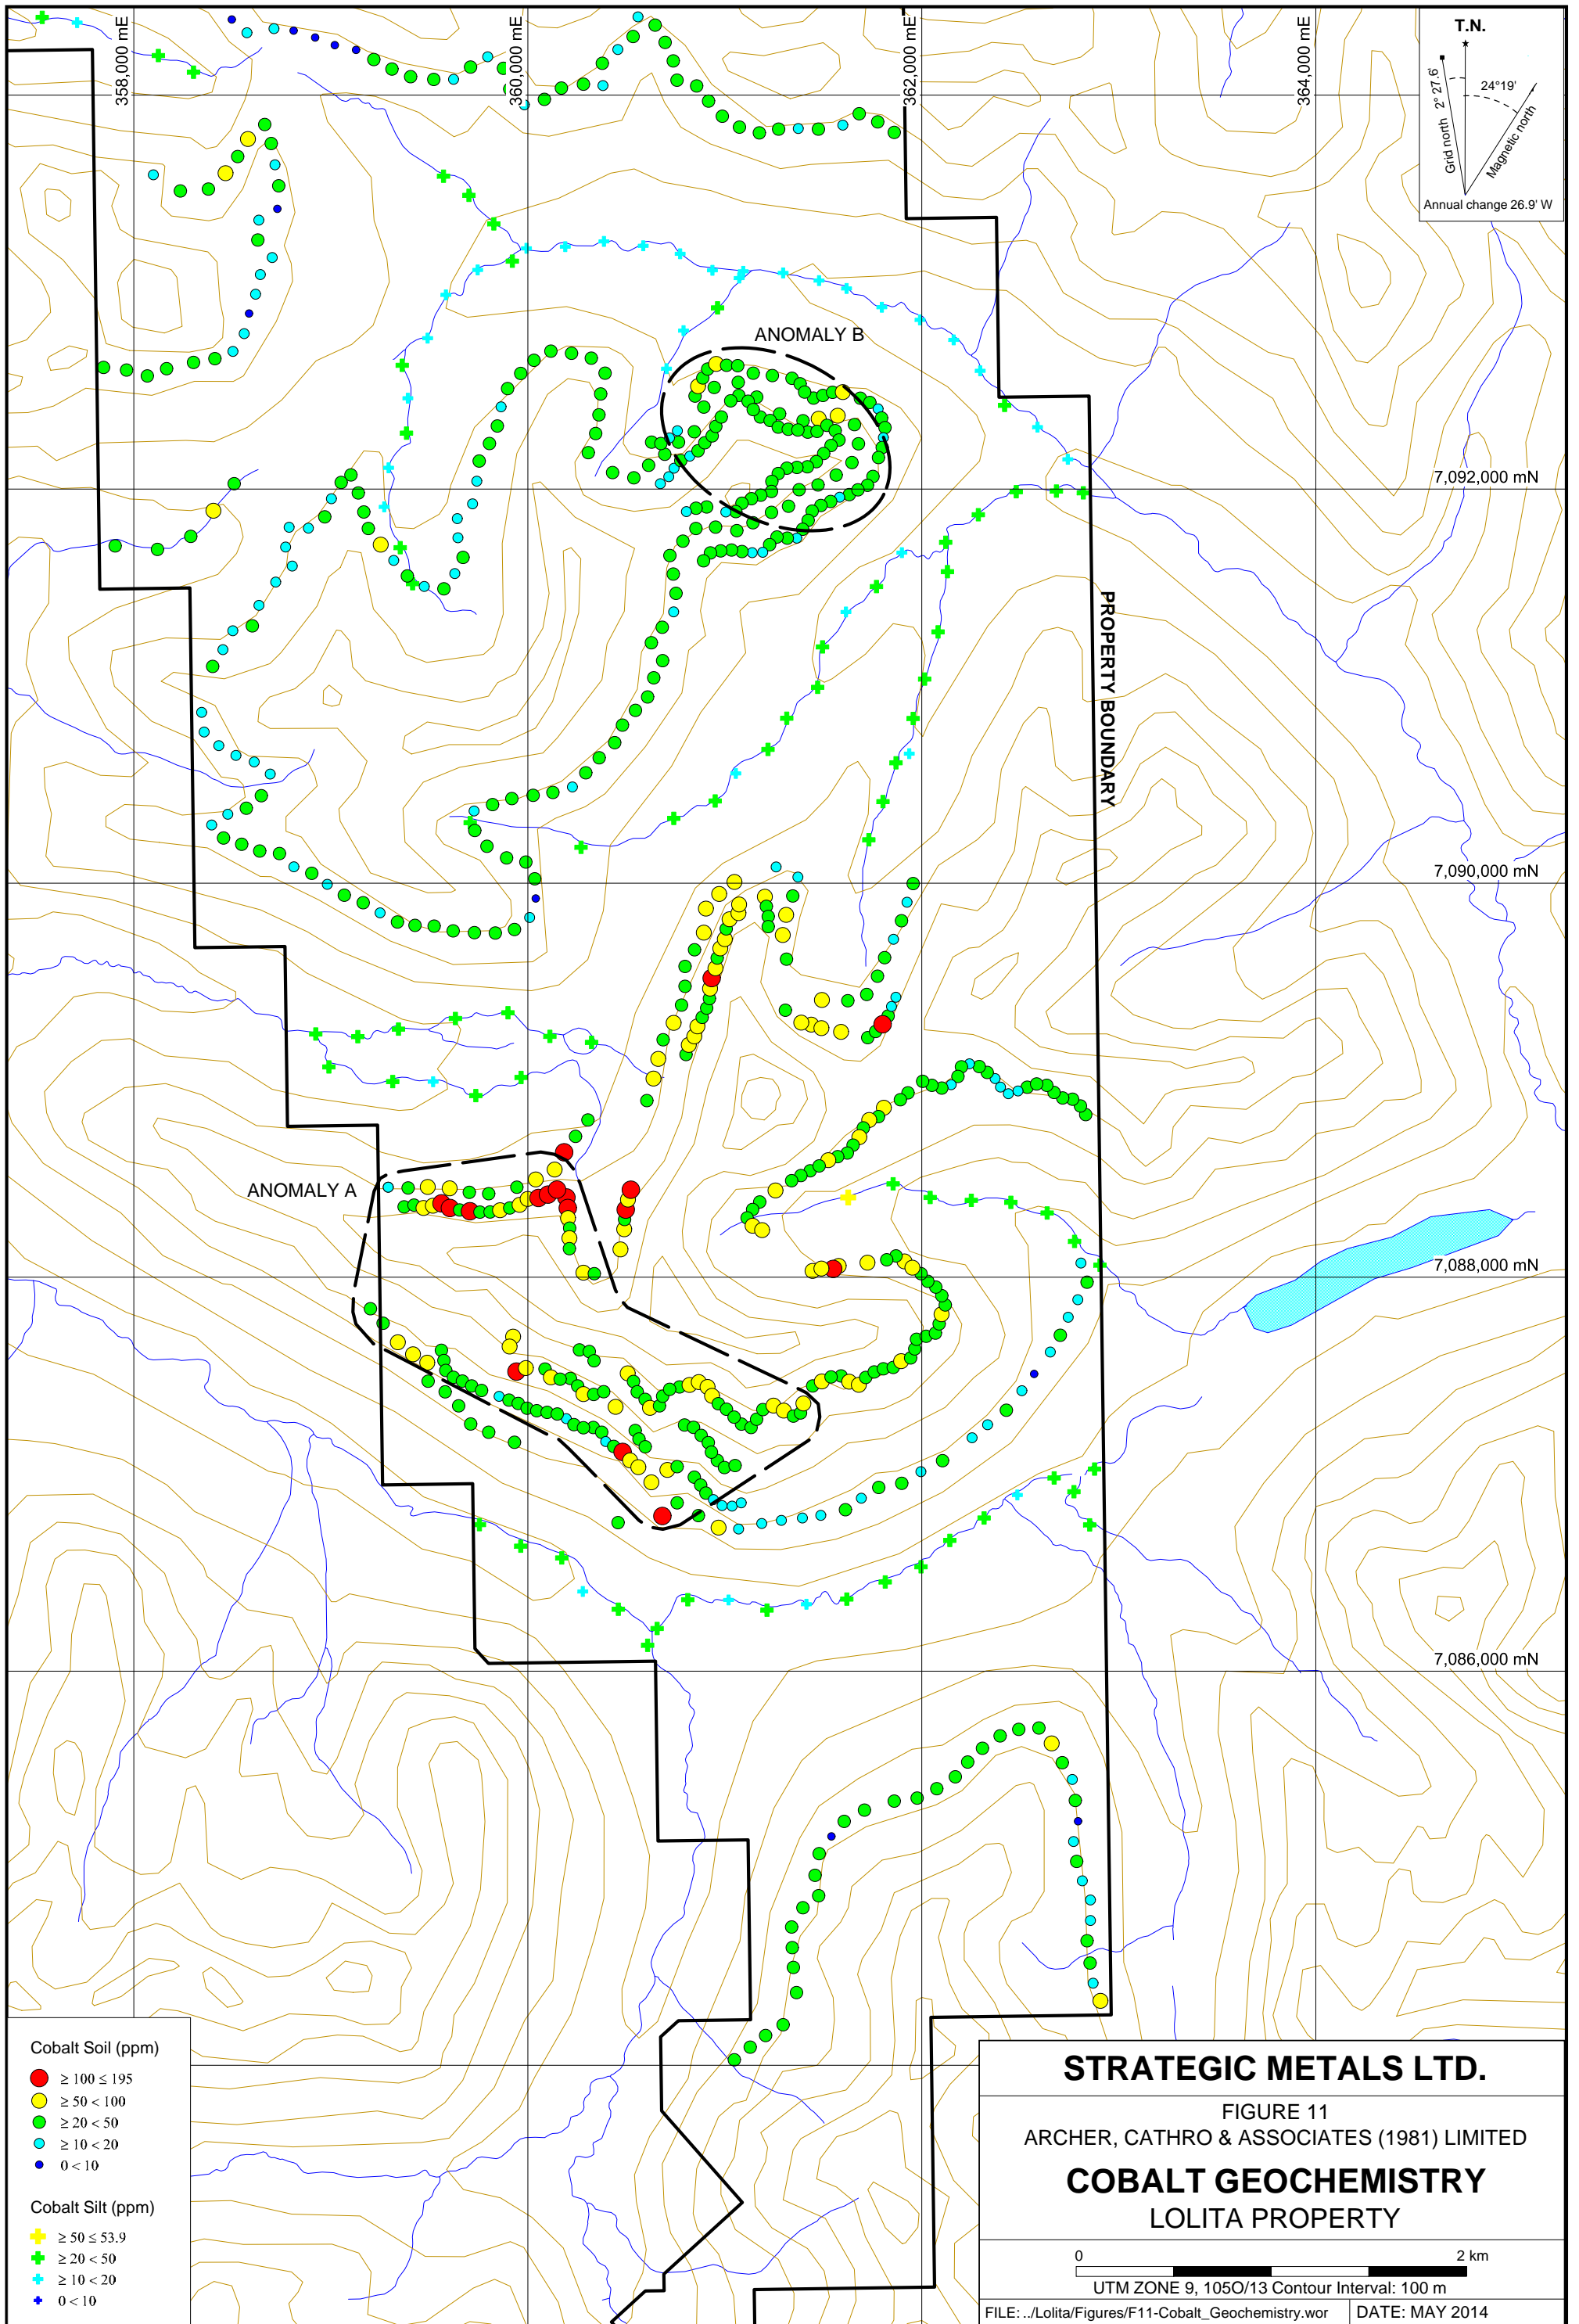 358,000 mE
360,000 mE
362,000 mE
364,000 mE
T.N.
24°19'
Grid north 2° 27.6'
Magnetic north
Annual change 26.9' W
ANOMALY B
7,092,000 mN
PROPERTY BOUNDARY
7,090,000 mN
ANOMALY A
7,088,000 mN
7,086,000 mN
Cobalt Soil (ppm)
≥ 100 ≤ 195
≥ 50 < 100
≥ 20 < 50
≥ 10 < 20
0 < 10
Cobalt Silt (ppm)
≥ 50 ≤ 53.9
≥ 20 < 50
≥ 10 < 20
0 < 10
STRATEGIC METALS LTD.
FIGURE 11
ARCHER, CATHRO & ASSOCIATES (1981) LIMITED
COBALT GEOCHEMISTRY
LOLITA PROPERTY
0 2 km
UTM ZONE 9, 105O/13 Contour Interval: 100 m
FILE: ../Lolita/Figures/F11-Cobalt_Geochemistry.wor DATE: MAY 2014